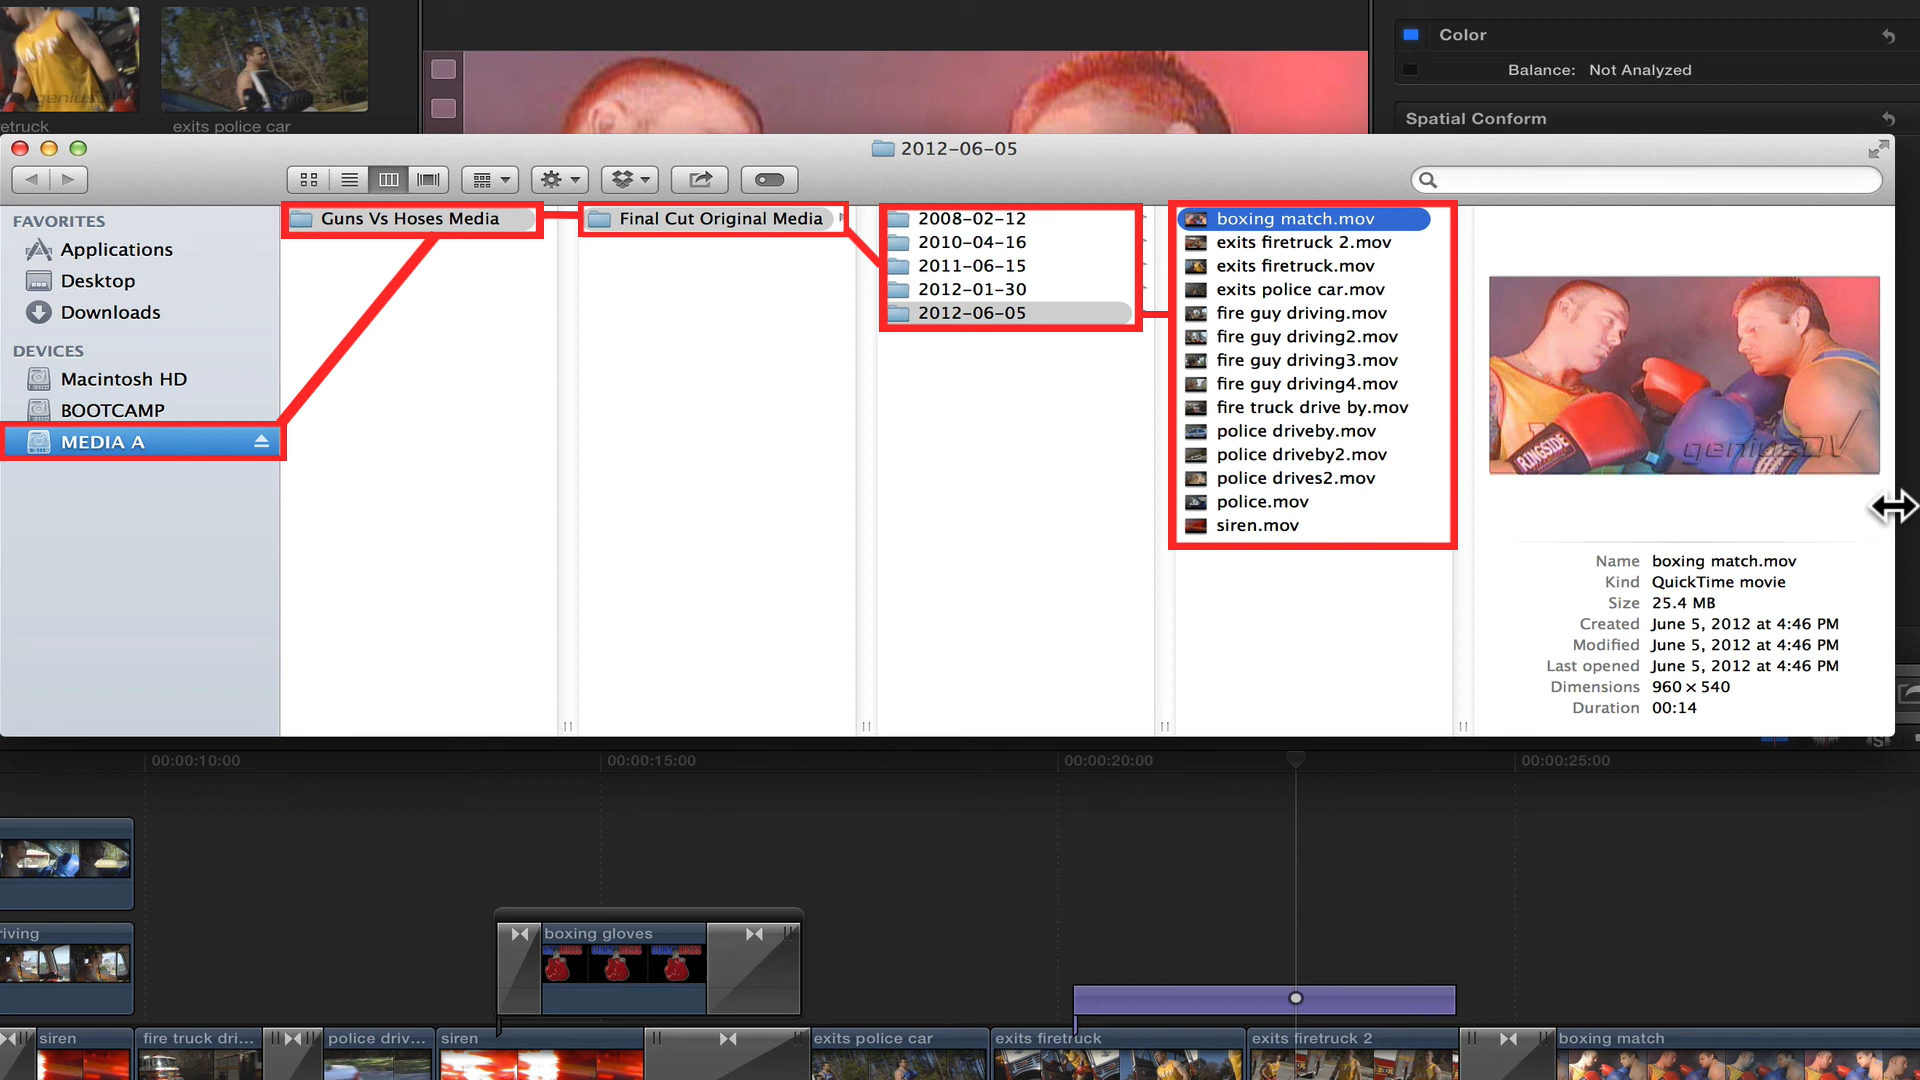 Color
Balance: Not Analyzed
Spatial Conform
geniusDV
etruck
exits police car
2012-06-05
FAVORITES
Applications
Desktop
Downloads
DEVICES
Macintosh HD
BOOTCAMP
MEDIA A
Guns Vs Hoses Media
Final Cut Original Media
2008-02-12
2010-04-16
2011-06-15
2012-01-30
2012-06-05
boxing match.mov
exits firetruck 2.mov
exits firetruck.mov
exits police car.mov
fire guy driving.mov
fire guy driving2.mov
fire guy driving3.mov
fire guy driving4.mov
fire truck drive by.mov
police driveby.mov
police driveby2.mov
police drives2.mov
police.mov
siren.mov
RINGSIDE
geniusDV
Name boxing match.mov
Kind QuickTime movie
Size 25.4 MB
Created June 5, 2012 at 4:46 PM
Modified June 5, 2012 at 4:46 PM
Last opened June 5, 2012 at 4:46 PM
Dimensions 960 × 540
Duration 00:14
00:00:10:00
00:00:15:00
00:00:20:00
00:00:25:00
riving
boxing gloves
siren
fire truck dri...
police driv...
siren
exits police car
exits firetruck
exits firetruck 2
boxing match